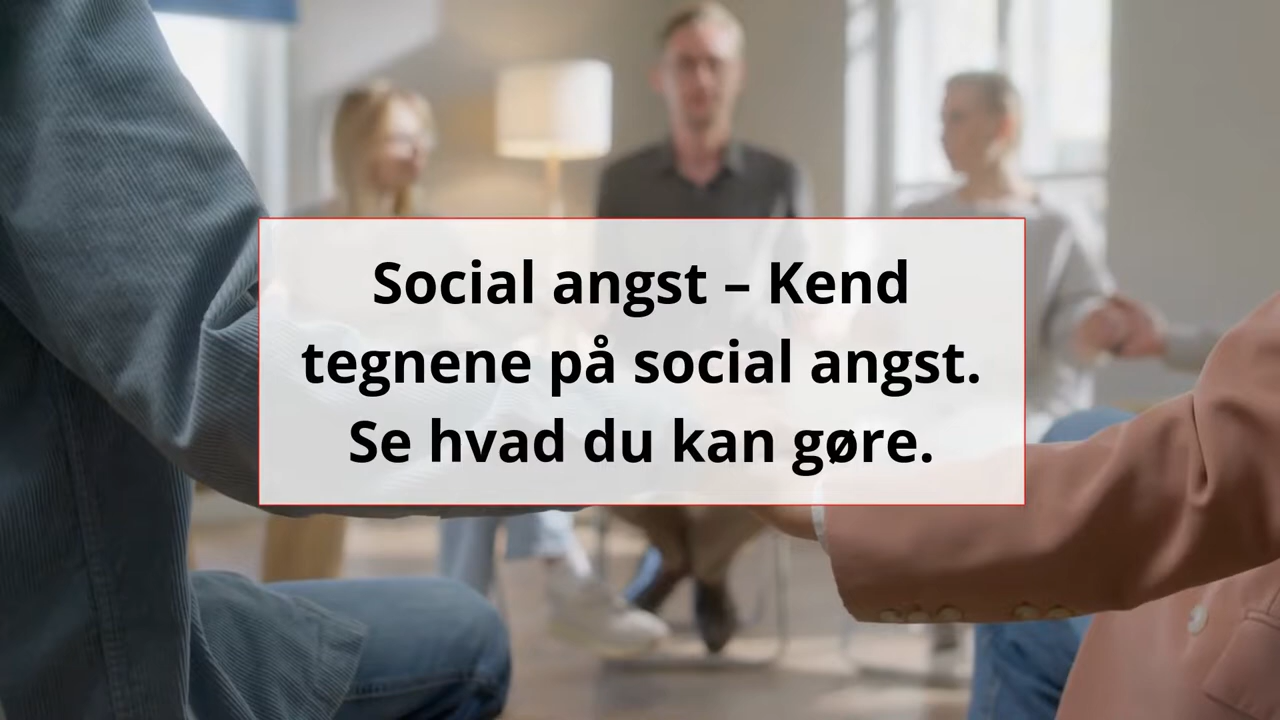 Social angst – Kend
tegnene på social angst.
Se hvad du kan gøre.